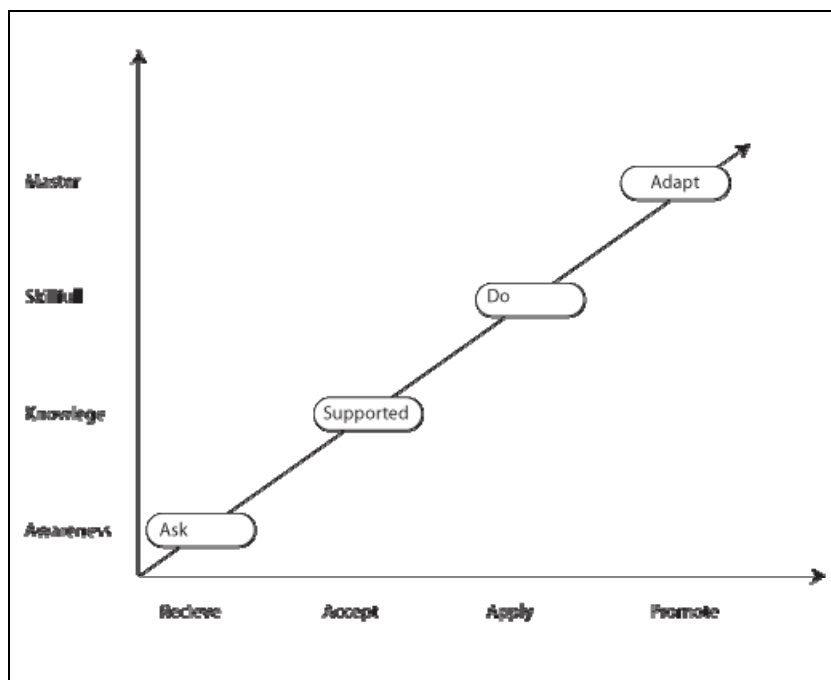 Master
Adapt
Skillfull
Do
Knowlege
Supported
Awareness
Ask
Recieve
Accept
Apply
Promote